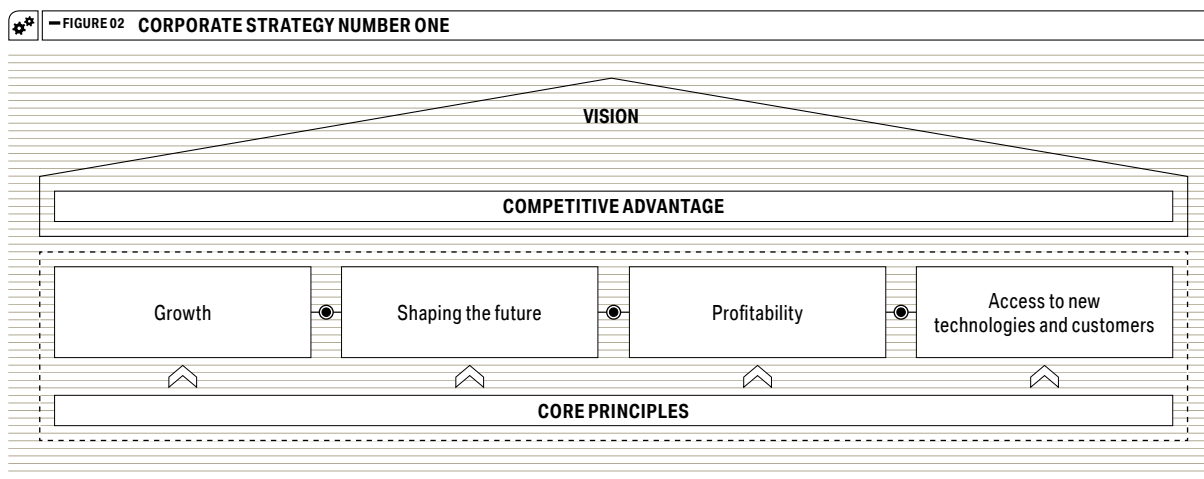 FIGURE 02 CORPORATE STRATEGY NUMBER ONE
VISION
COMPETITIVE ADVANTAGE
Growth
Shaping the future
Profitability
Access to new
technologies and customers
CORE PRINCIPLES